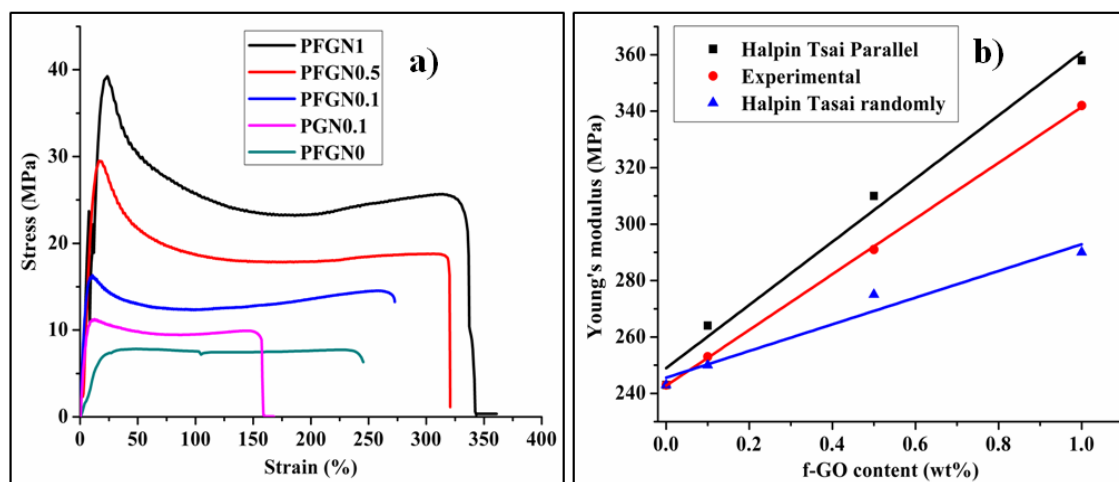 a)
PFGN1
PFGN0.5
PFGN0.1
PGN0.1
PFGN0
Stress (MPa)
40
30
20
10
0
0 50 100 150 200 250 300 350 400
Strain (%)
b)
Halpin Tsai Parallel
Experimental
Halpin Tasai randomly
Young's modulus (MPa)
360
340
320
300
280
260
240
0.0 0.2 0.4 0.6 0.8 1.0
f-GO content (wt%)